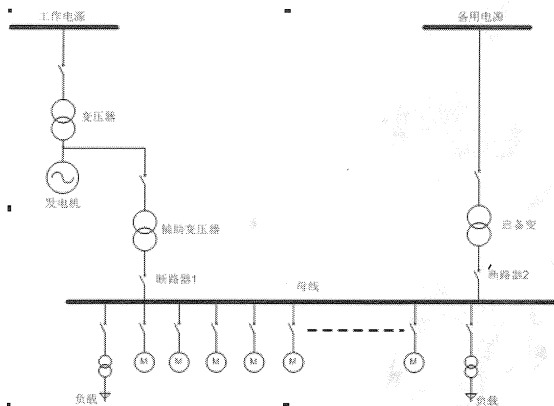 工作电源
备用电源
变压器
发电机
辅助变压器
启备变
断路器1
断路器2
母线
M M M M M M
负载
负载